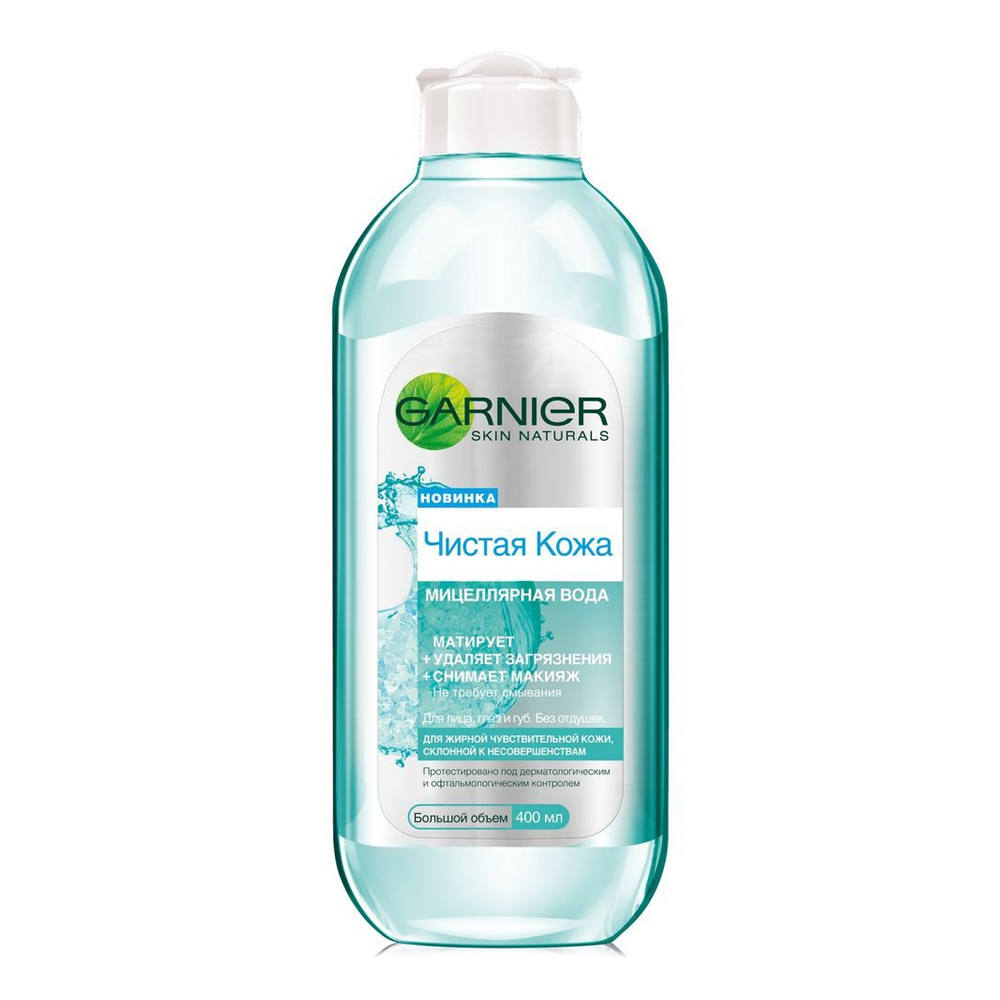 GARNIER
SKIN NATURALS
НОВИНКА
Чистая Кожа
МИЦЕЛЛЯРНАЯ ВОДА
МАТИРУЕТ
+УДАЛЯЕТ ЗАГРЯЗНЕНИЯ
+СНИМАЕТ МАКИЯЖ
Не требует смывания
Для лица, глаз и губ. Без отдушек.
ДЛЯ ЖИРНОЙ ЧУВСТВИТЕЛЬНОЙ КОЖИ,
СКЛОННОЙ К НЕСОВЕРШЕНСТВАМ
Протестировано под дерматологическим
и офтальмологическим контролем
Большой объем 400 мл